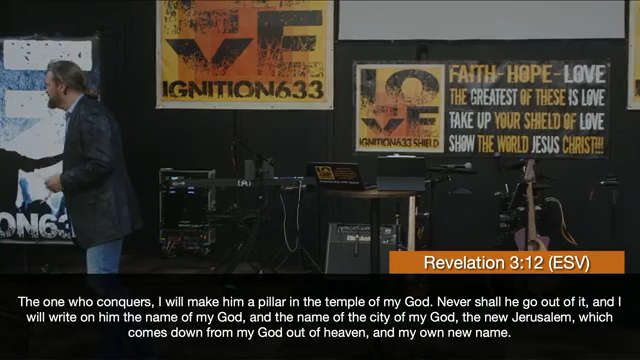 LOVE
IGNITION633
FAITH-HOPE-LOVE
THE GREATEST OF THESE IS LOVE
TAKE UP YOUR SHIELD OF LOVE
SHOW THE WORLD JESUS CHRIST!!!
LOVE
IGNITION633 SHIELD
Revelation 3:12 (ESV)
The one who conquers, I will make him a pillar in the temple of my God. Never shall he go out of it, and I
will write on him the name of my God, and the name of the city of my God, the new Jerusalem, which
comes down from my God out of heaven, and my own new name.